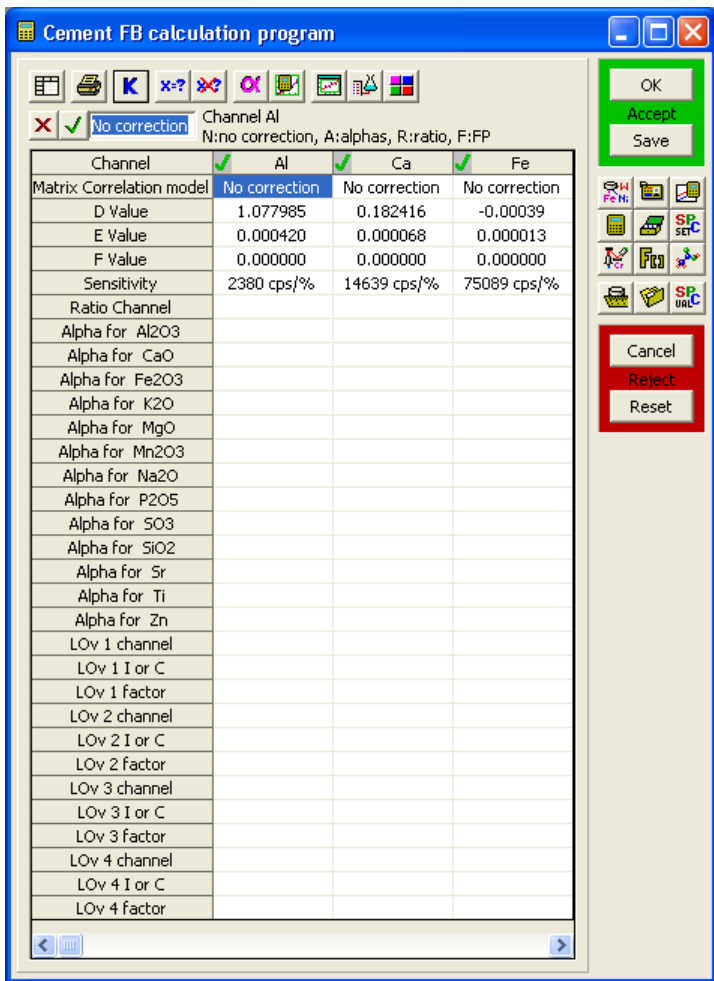 Cement FB calculation program
K x=? x? α
No correction Channel Al
N:no correction, A:alphas, R:ratio, F:FP
Channel Al Ca Fe
Matrix Correlation model No correction No correction No correction
D Value 1.077985 0.182416 -0.00039
E Value 0.000420 0.000068 0.000013
F Value 0.000000 0.000000 0.000000
Sensitivity 2380 cps/% 14639 cps/% 75089 cps/%
Ratio Channel
Alpha for Al2O3
Alpha for CaO
Alpha for Fe2O3
Alpha for K2O
Alpha for MgO
Alpha for Mn2O3
Alpha for Na2O
Alpha for P2O5
Alpha for SO3
Alpha for SiO2
Alpha for Sr
Alpha for Ti
Alpha for Zn
LOv 1 channel
LOv 1 I or C
LOv 1 factor
LOv 2 channel
LOv 2 I or C
LOv 2 factor
LOv 3 channel
LOv 3 I or C
LOv 3 factor
LOv 4 channel
LOv 4 I or C
LOv 4 factor
OK
Accept
Save
W
Fe Ni
SPC
SET
Cr F[I]
SPC
UALC
Cancel
Reject
Reset